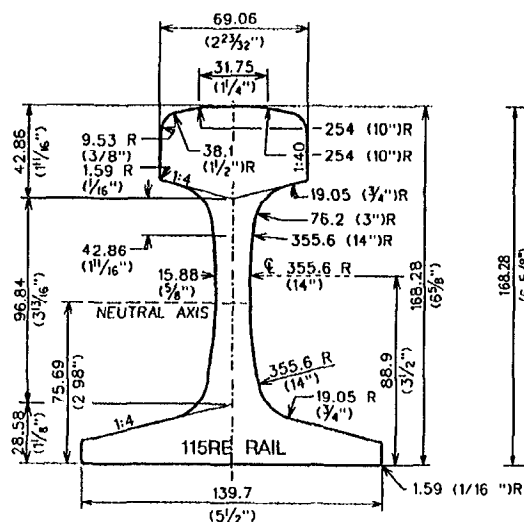 69.06
(2 23/32")
31.75
(1 1/4")
42.86
(1 11/16")
9.53 R
(3/8")
38.1
(1 1/2")R
1.59 R
(1/16")
1:4
1:40
254 (10")R
254 (10")R
19.05 (3/4")R
76.2 (3")R
355.6 (14")R
42.86
(1 11/16")
96.84
(3 13/16")
15.88
(5/8")
℄ 355.6 R
(14")
NEUTRAL AXIS
168.28
(6 5/8")
168.28
75.69
(2 98")
88.9
(3 1/2")
355.6 R
(14")
19.05 R
(3/4")
28.58
(1 1/8")
1:4
115RE RAIL
139.7
(5 1/2")
1.59 (1/16 ")R